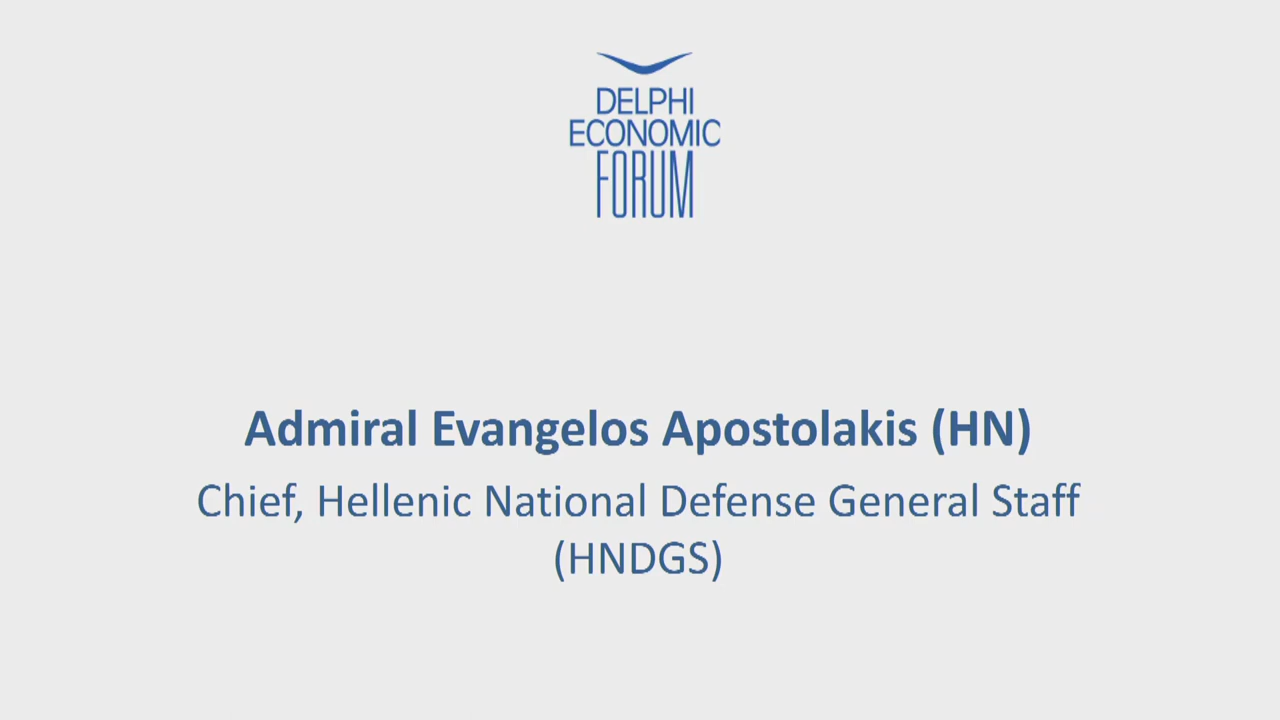 DELPHI
ECONOMIC
FORUM
Admiral Evangelos Apostolakis (HN)
Chief, Hellenic National Defense General Staff
(HNDGS)